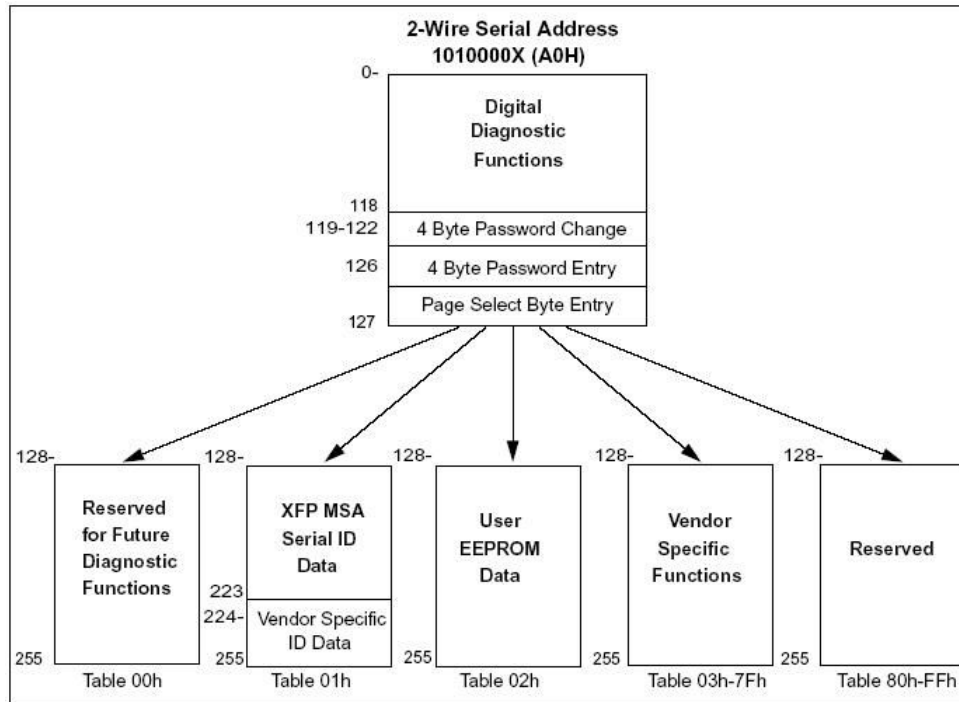 2-Wire Serial Address
1010000X (A0H)
0-
Digital
Diagnostic
Functions
118
119-122
4 Byte Password Change
126
4 Byte Password Entry
Page Select Byte Entry
127
128-
Reserved
for Future
Diagnostic
Functions
255
Table 00h
128-
XFP MSA
Serial ID
Data
223
224-
Vendor Specific
ID Data
255
Table 01h
128-
User
EEPROM
Data
255
Table 02h
128-
Vendor
Specific
Functions
255
Table 03h-7Fh
128-
Reserved
255
Table 80h-FFh